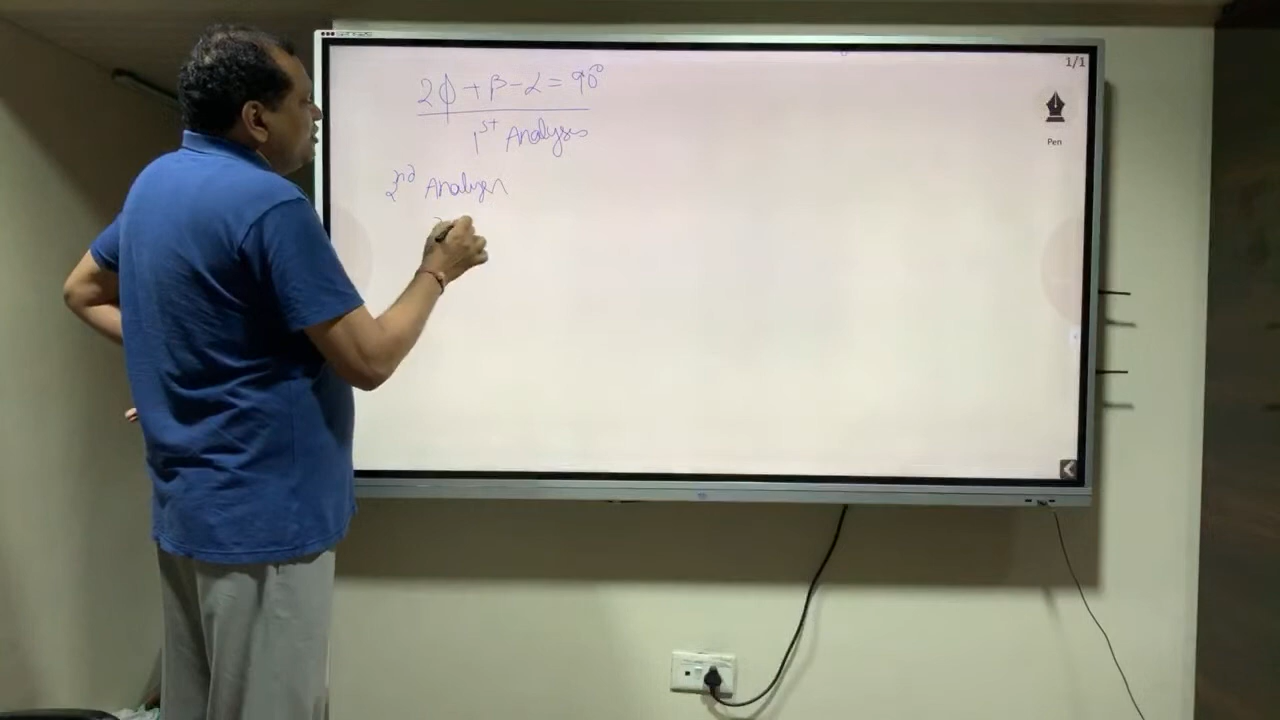 1/1
2φ + β - α = 90°
Pen
1st Analysis
2nd Analysis